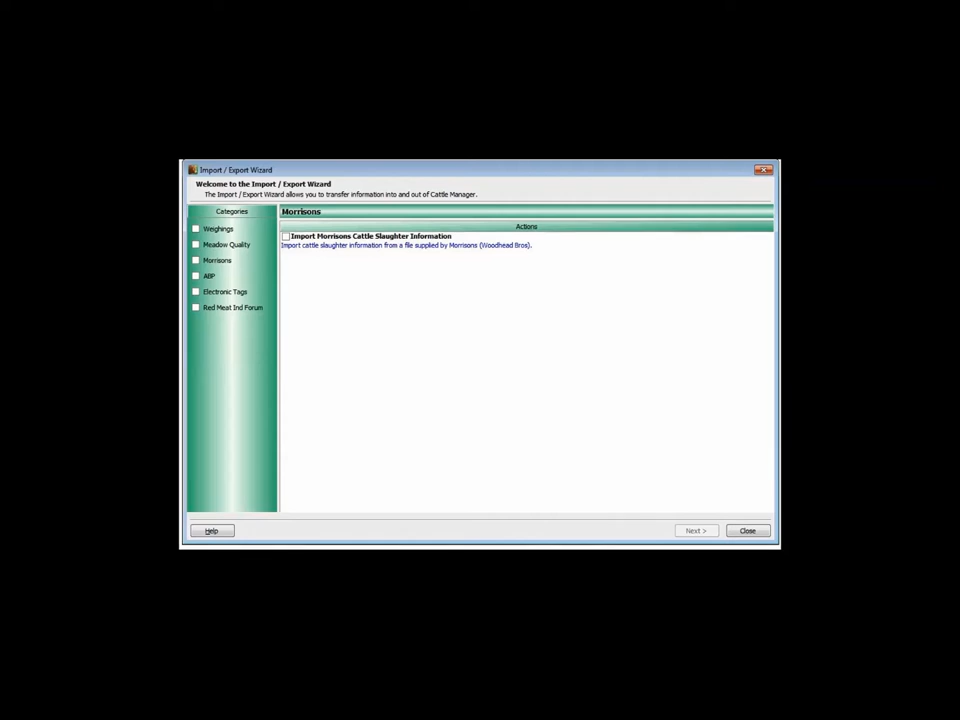 Import / Export Wizard
Welcome to the Import / Export Wizard
The Import / Export Wizard allows you to transfer information into and out of Cattle Manager.
Categories
Weighings
Meadow Quality
Morrisons
ABP
Electronic Tags
Red Meat Ind Forum
Morrisons
Actions
Import Morrisons Cattle Slaughter Information
Import cattle slaughter information from a file supplied by Morrisons (Woodhead Bros).
Help
Next >
Close